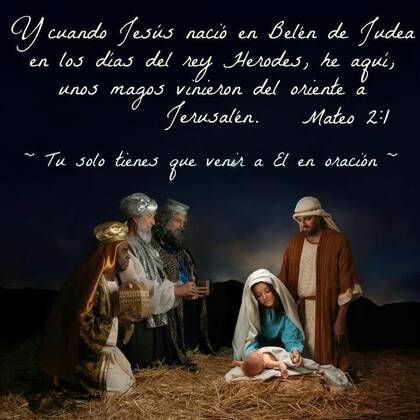 Y cuando Jesús nació en Belén de Judea
en los días del rey Herodes, he aquí,
unos magos vinieron del oriente a
Jerusalén. Mateo 2:1
~ Tu solo tienes que venir a El en oración ~